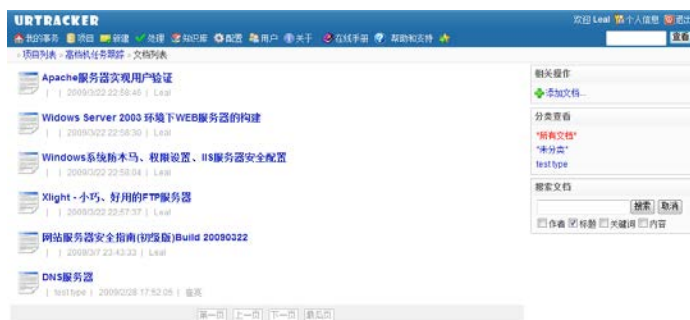 URTRACKER
欢迎 Leal 个人信息 退出
我的事务 项目 新建 处理 知识库 配置 用户 关于 在线手册 帮助和支持
查看
项目列表 » 高档机任务跟踪 » 文档列表
Apache服务器实现用户验证
| | 2009/3/22 22:58:46 | Leal
Widows Server 2003 环境下WEB服务器的构建
| | 2009/3/22 22:58:30 | Leal
Windows系统防木马、权限设置、IIS服务器安全配置
| | 2009/3/22 22:58:04 | Leal
Xlight - 小巧、好用的FTP服务器
| | 2009/3/22 22:57:37 | Leal
网站服务器安全指南(初级版)Build 20090322
| | 2009/3/7 23:43:33 | Leal
DNS服务器
| test type | 2009/2/28 17:52:05 |
第一页 上一页 下一页 最后页
相关操作
添加文档...
分类查看
*所有文档*
*未分类*
test type
搜索文档
搜索 取消
作者 标题 关键词 内容